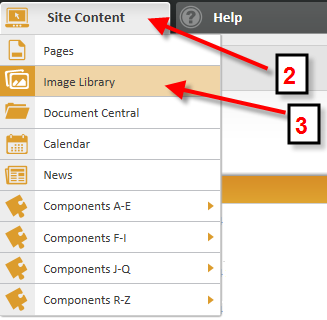 Site Content
Help
Pages
2
Image Library
Document Central
3
Calendar
News
Components A-E
Components F-I
Components J-Q
Components R-Z